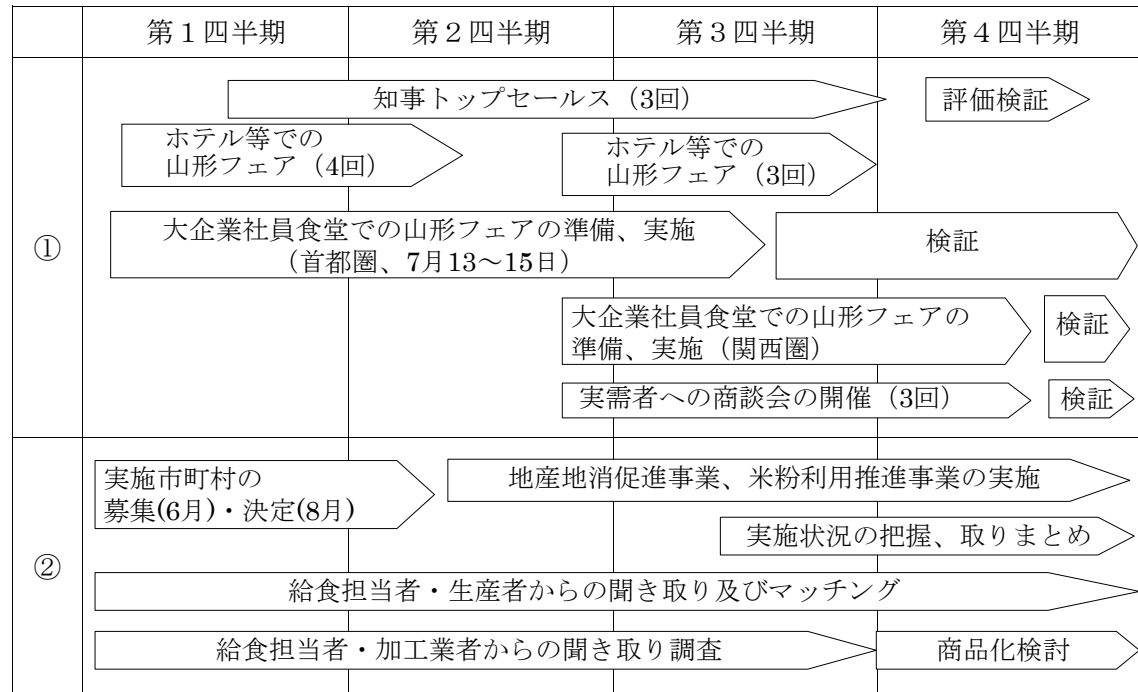 第１四半期
第２四半期
第３四半期
第４四半期
①
知事トップセールス（3回）
評価検証
ホテル等での
山形フェア（4回）
ホテル等での
山形フェア（3回）
大企業社員食堂での山形フェアの準備、実施
（首都圏、7月13～15日）
検証
大企業社員食堂での山形フェアの
準備、実施（関西圏）
検証
実需者への商談会の開催（3回）
検証
②
実施市町村の
募集(6月)・決定(8月)
地産地消促進事業、米粉利用推進事業の実施
実施状況の把握、取りまとめ
給食担当者・生産者からの聞き取り及びマッチング
給食担当者・加工業者からの聞き取り調査
商品化検討